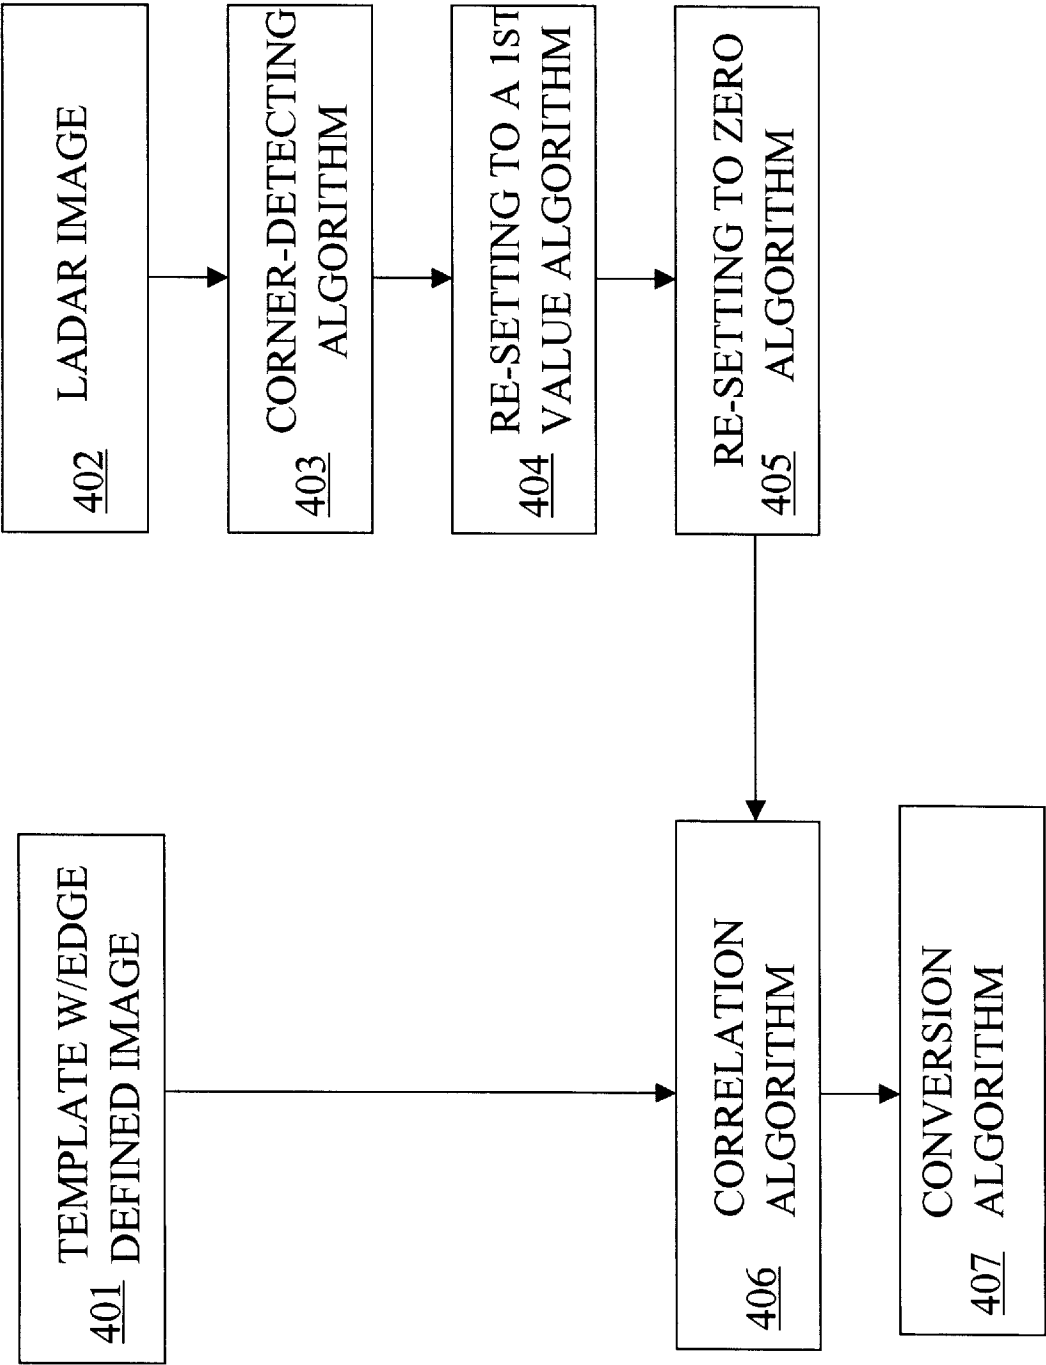 401 TEMPLATE W/EDGE
DEFINED IMAGE
402 LADAR IMAGE
403 CORNER-DETECTING
ALGORITHM
404 RE-SETTING TO A 1ST
VALUE ALGORITHM
405 RE-SETTING TO ZERO
ALGORITHM
406 CORRELATION
ALGORITHM
407 CONVERSION
ALGORITHM